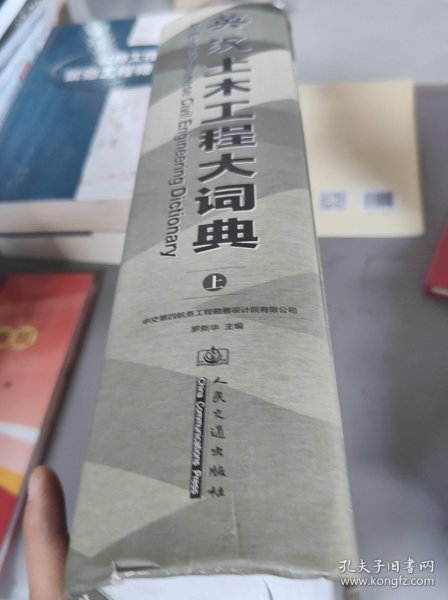 英汉土木工程大词典
Chinese Civil Engineering Dictionary
上
中交第四航务工程勘察设计院有限公司
罗新华 主编
人民交通出版社
China Communications Press
孔夫子旧书网
www.kongfz.com